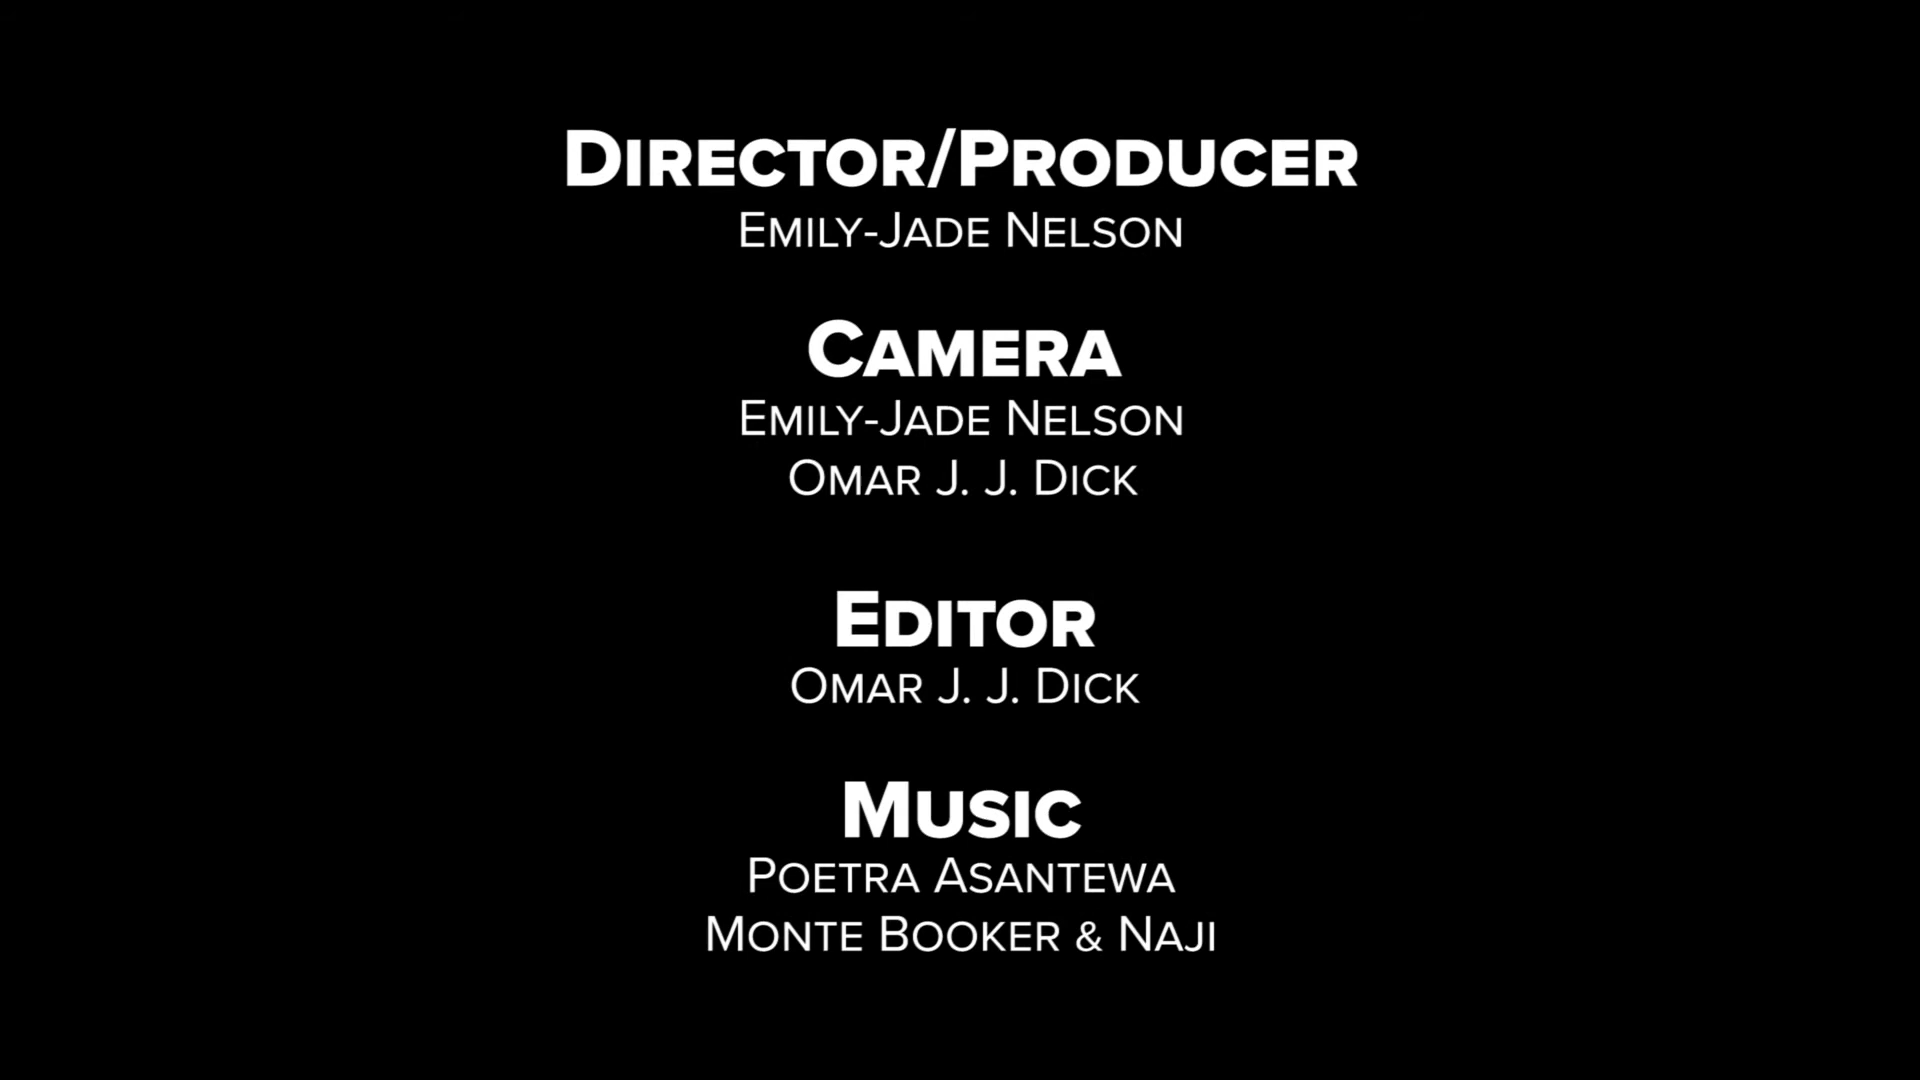 Director/Producer
Emily-Jade Nelson
Camera
Emily-Jade Nelson
Omar J. J. Dick
Editor
Omar J. J. Dick
Music
Poetra Asantewa
Monte Booker & Naji